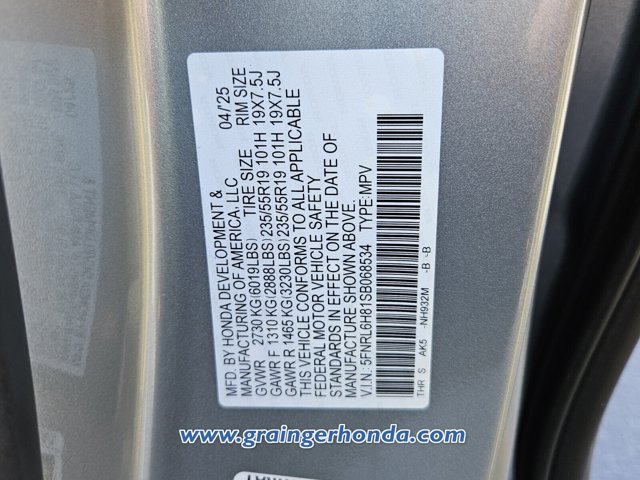 MFD. BY HONDA DEVELOPMENT & 04/'25
MANUFACTURING OF AMERICA, LLC TIRE SIZE RIM SIZE
GVWR 2730 KG(6019LBS)
GAWR F 1310 KG(2888LBS)235/55R19 101H 19X7.5J
GAWR R 1465 KG(3230LBS)235/55R19 101H 19X7.5J
THIS VEHICLE CONFORMS TO ALL APPLICABLE
FEDERAL MOTOR VEHICLE SAFETY
STANDARDS IN EFFECT ON THE DATE OF
MANUFACTURE SHOWN ABOVE.
V.I.N.: 5FNRL6H81SB068534 TYPE:MPV
THR S AK5 -NH932M -B -B
www.graingerhonda.com